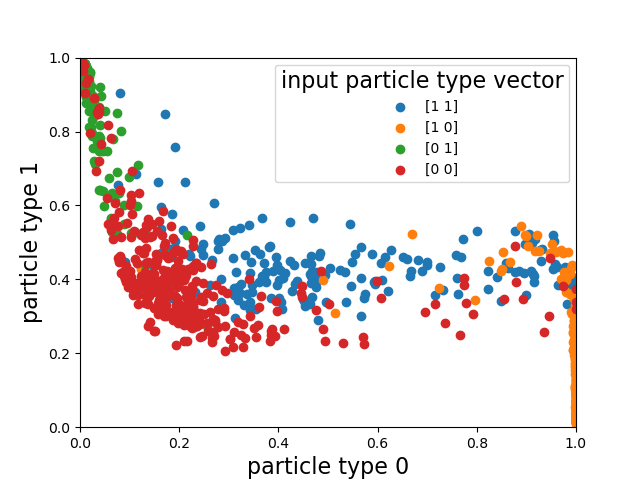 input particle type vector
[1 1]
[1 0]
[0 1]
[0 0]
particle type 1
1.0
0.8
0.6
0.4
0.2
0.0
0.0 0.2 0.4 0.6 0.8 1.0
particle type 0